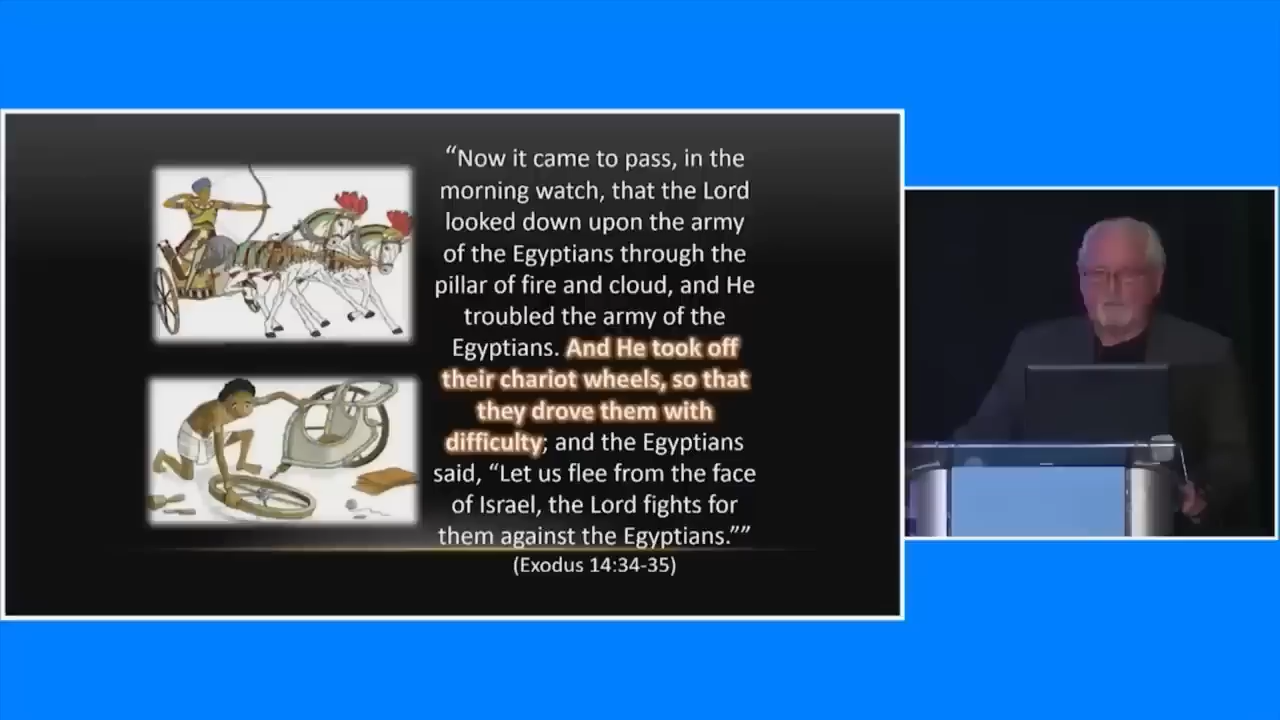 “Now it came to pass, in the
morning watch, that the Lord
looked down upon the army
of the Egyptians through the
pillar of fire and cloud, and He
troubled the army of the
Egyptians. And He took off
their chariot wheels, so that
they drove them with
difficulty; and the Egyptians
said, “Let us flee from the face
of Israel, the Lord fights for
them against the Egyptians.””
(Exodus 14:34-35)